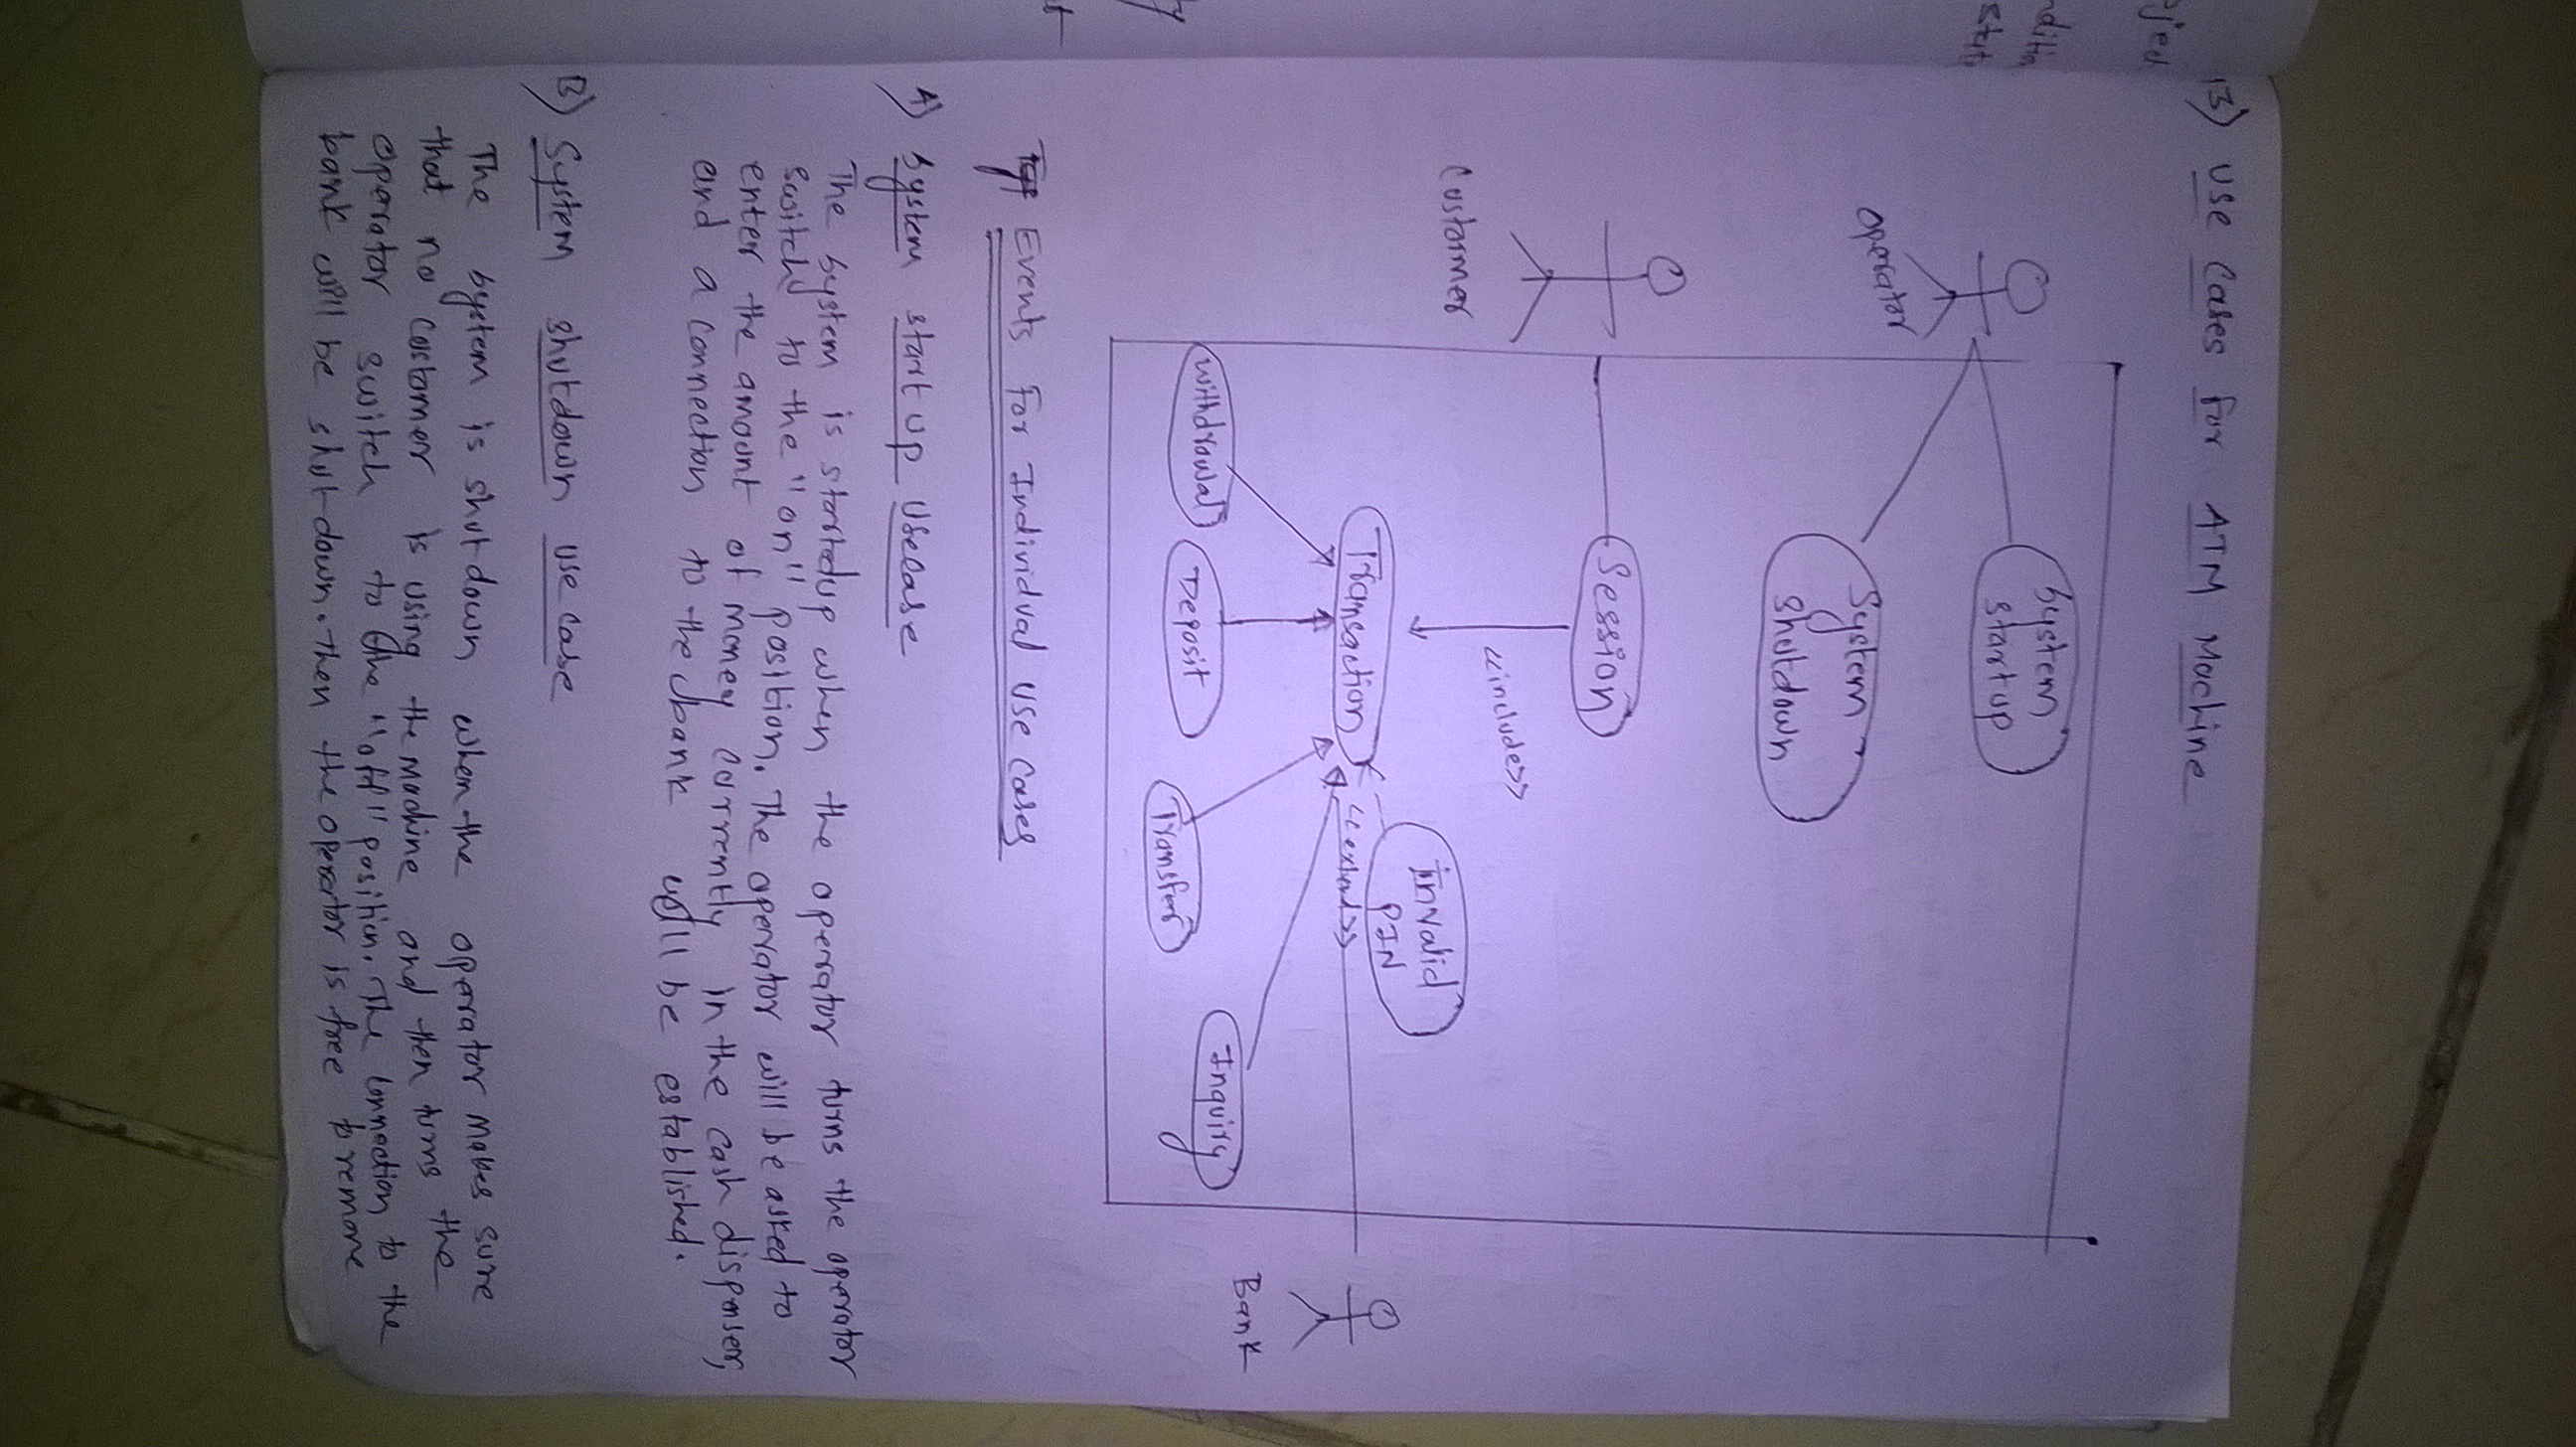 13) Use Cases for ATM Machine
System
startup
System
shutdown
operator
Session
Customer
<<include>>
Invalid
PIN
Transaction
<<extend>>
Withdrawal
Deposit
Transfer
Inquiry
Bank
Events for Individual Use Cases
A) System start up Usecase
The System is startedup when the operator turns the operator
switch to the "on" position. The operator will be asked to
enter the amount of money currently in the cash dispenser,
and a connection to the bank will be established.
B) System shutdown use case
The System is shutdown when the operator makes sure
that no customer is using the machine and then turns the
operator switch to the "off" position. The connection to the
bank will be shutdown. Then the operator is free to remove